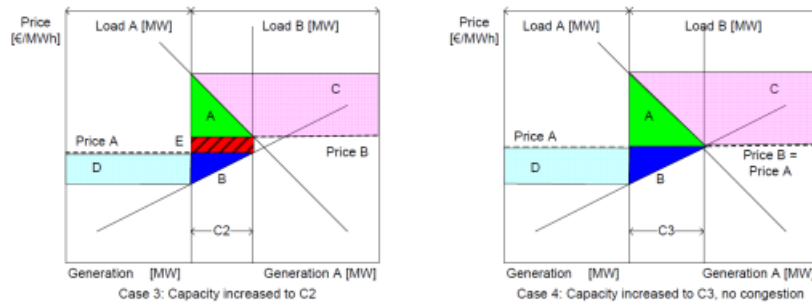 Price
[€/MWh]
Load A [MW]
Load B [MW]
C
A
Price A
E
Price B
D
B
C2
Generation [MW]
Generation A [MW]
Case 3: Capacity increased to C2
Price
[€/MWh]
Load A [MW]
Load B [MW]
C
A
Price A
Price B =
Price A
D
B
C3
Generation [MW]
Generation A [MW]
Case 4: Capacity increased to C3, no congestion